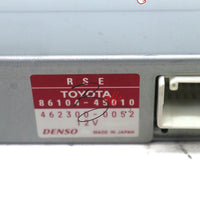 RSE
TOYOTA
86104-45010
462300-0052
12V
DENSO MADE IN JAPAN